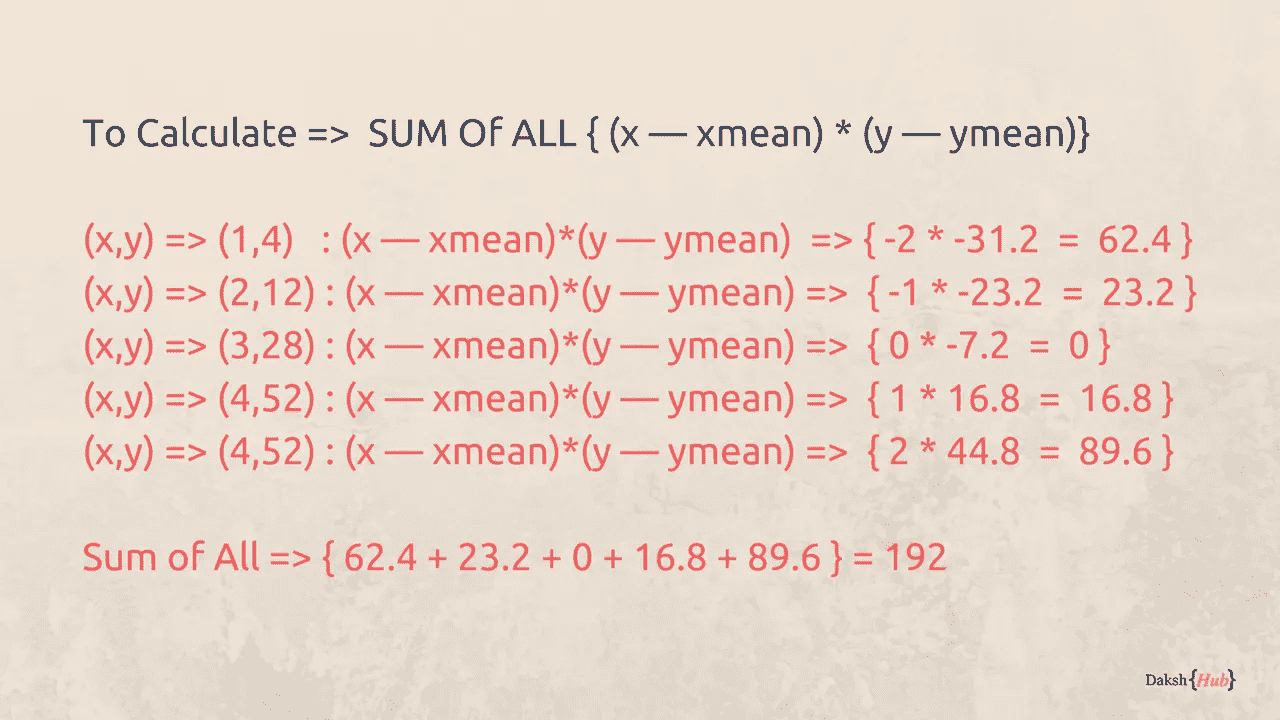 To Calculate => SUM Of ALL { (x — xmean) * (y — ymean)}
(x,y) => (1,4) : (x — xmean)*(y — ymean) => { -2 * -31.2 = 62.4 }
(x,y) => (2,12) : (x — xmean)*(y — ymean) => { -1 * -23.2 = 23.2 }
(x,y) => (3,28) : (x — xmean)*(y — ymean) => { 0 * -7.2 = 0 }
(x,y) => (4,52) : (x — xmean)*(y — ymean) => { 1 * 16.8 = 16.8 }
(x,y) => (4,52) : (x — xmean)*(y — ymean) => { 2 * 44.8 = 89.6 }
Sum of All => { 62.4 + 23.2 + 0 + 16.8 + 89.6 } = 192
Daksh{Hub}